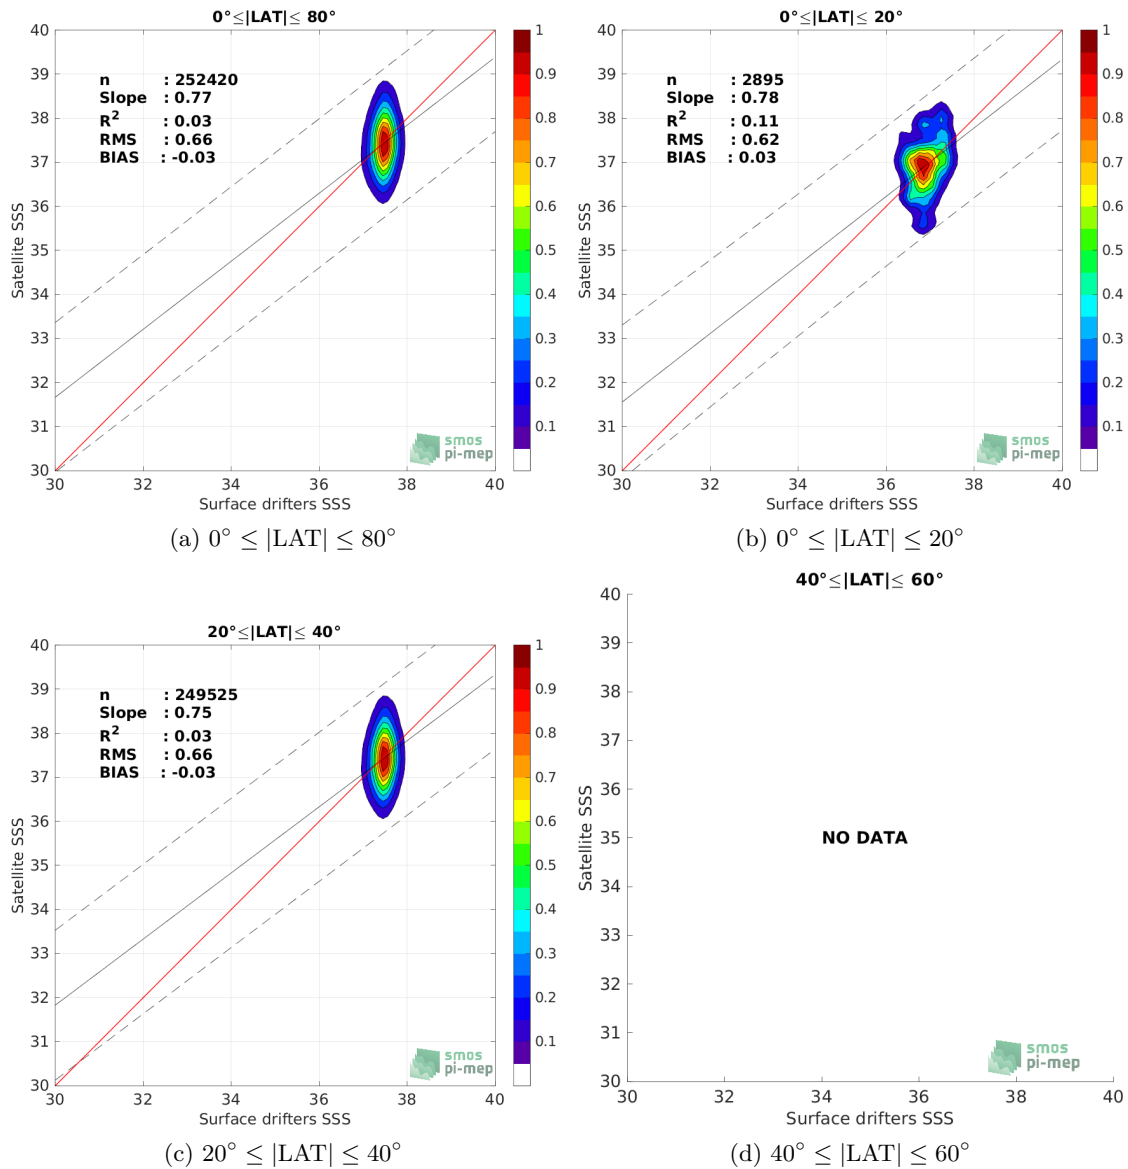 0°≤|LAT|≤ 80°
40
39
38
37
36
35
34
33
32
31
30
Satellite SSS
n : 252420
Slope : 0.77
R² : 0.03
RMS : 0.66
BIAS : -0.03
smos
pi-mep
30 32 34 36 38 40
Surface drifters SSS
1
0.9
0.8
0.7
0.6
0.5
0.4
0.3
0.2
0.1
(a) 0° ≤ |LAT| ≤ 80°
0°≤|LAT|≤ 20°
40
39
38
37
36
35
34
33
32
31
30
Satellite SSS
n : 2895
Slope : 0.78
R² : 0.11
RMS : 0.62
BIAS : 0.03
smos
pi-mep
30 32 34 36 38 40
Surface drifters SSS
1
0.9
0.8
0.7
0.6
0.5
0.4
0.3
0.2
0.1
(b) 0° ≤ |LAT| ≤ 20°
20°≤|LAT|≤ 40°
40
39
38
37
36
35
34
33
32
31
30
Satellite SSS
n : 249525
Slope : 0.75
R² : 0.03
RMS : 0.66
BIAS : -0.03
smos
pi-mep
30 32 34 36 38 40
Surface drifters SSS
1
0.9
0.8
0.7
0.6
0.5
0.4
0.3
0.2
0.1
(c) 20° ≤ |LAT| ≤ 40°
40°≤|LAT|≤ 60°
40
39
38
37
36
35
34
33
32
31
30
Satellite SSS
NO DATA
smos
pi-mep
30 32 34 36 38 40
Surface drifters SSS
(d) 40° ≤ |LAT| ≤ 60°